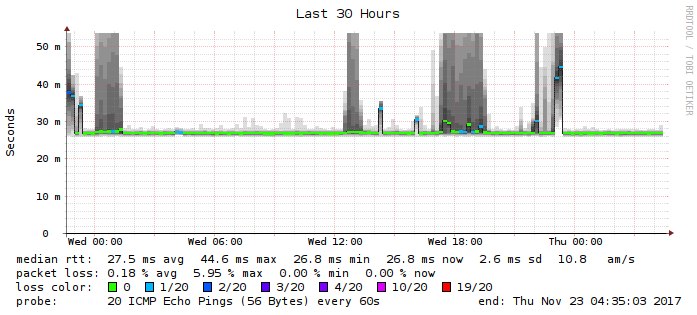 Last 30 Hours
RRDTOOL / TOBI OETIKER
Seconds
50 m
40 m
30 m
20 m
10 m
0
Wed 00:00 Wed 06:00 Wed 12:00 Wed 18:00 Thu 00:00
median rtt: 27.5 ms avg 44.6 ms max 26.8 ms min 26.8 ms now 2.6 ms sd 10.8 am/s
packet loss: 0.18 % avg 5.95 % max 0.00 % min 0.00 % now
loss color: 0 1/20 2/20 3/20 4/20 10/20 19/20
probe: 20 ICMP Echo Pings (56 Bytes) every 60s end: Thu Nov 23 04:35:03 2017